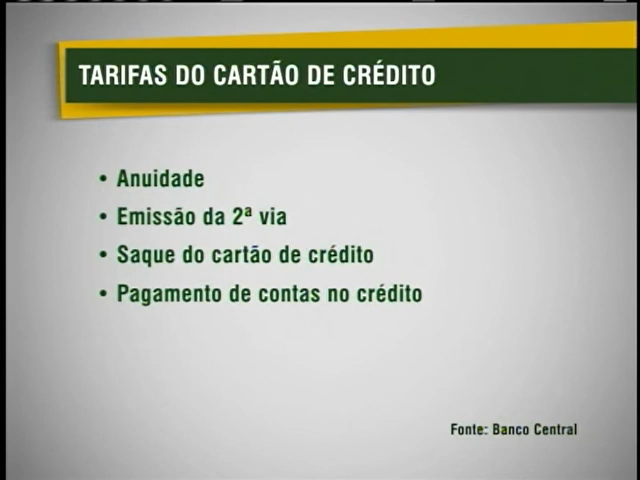 TARIFAS DO CARTÃO DE CRÉDITO
• Anuidade
• Emissão da 2ª via
• Saque do cartão de crédito
• Pagamento de contas no crédito
Fonte: Banco Central